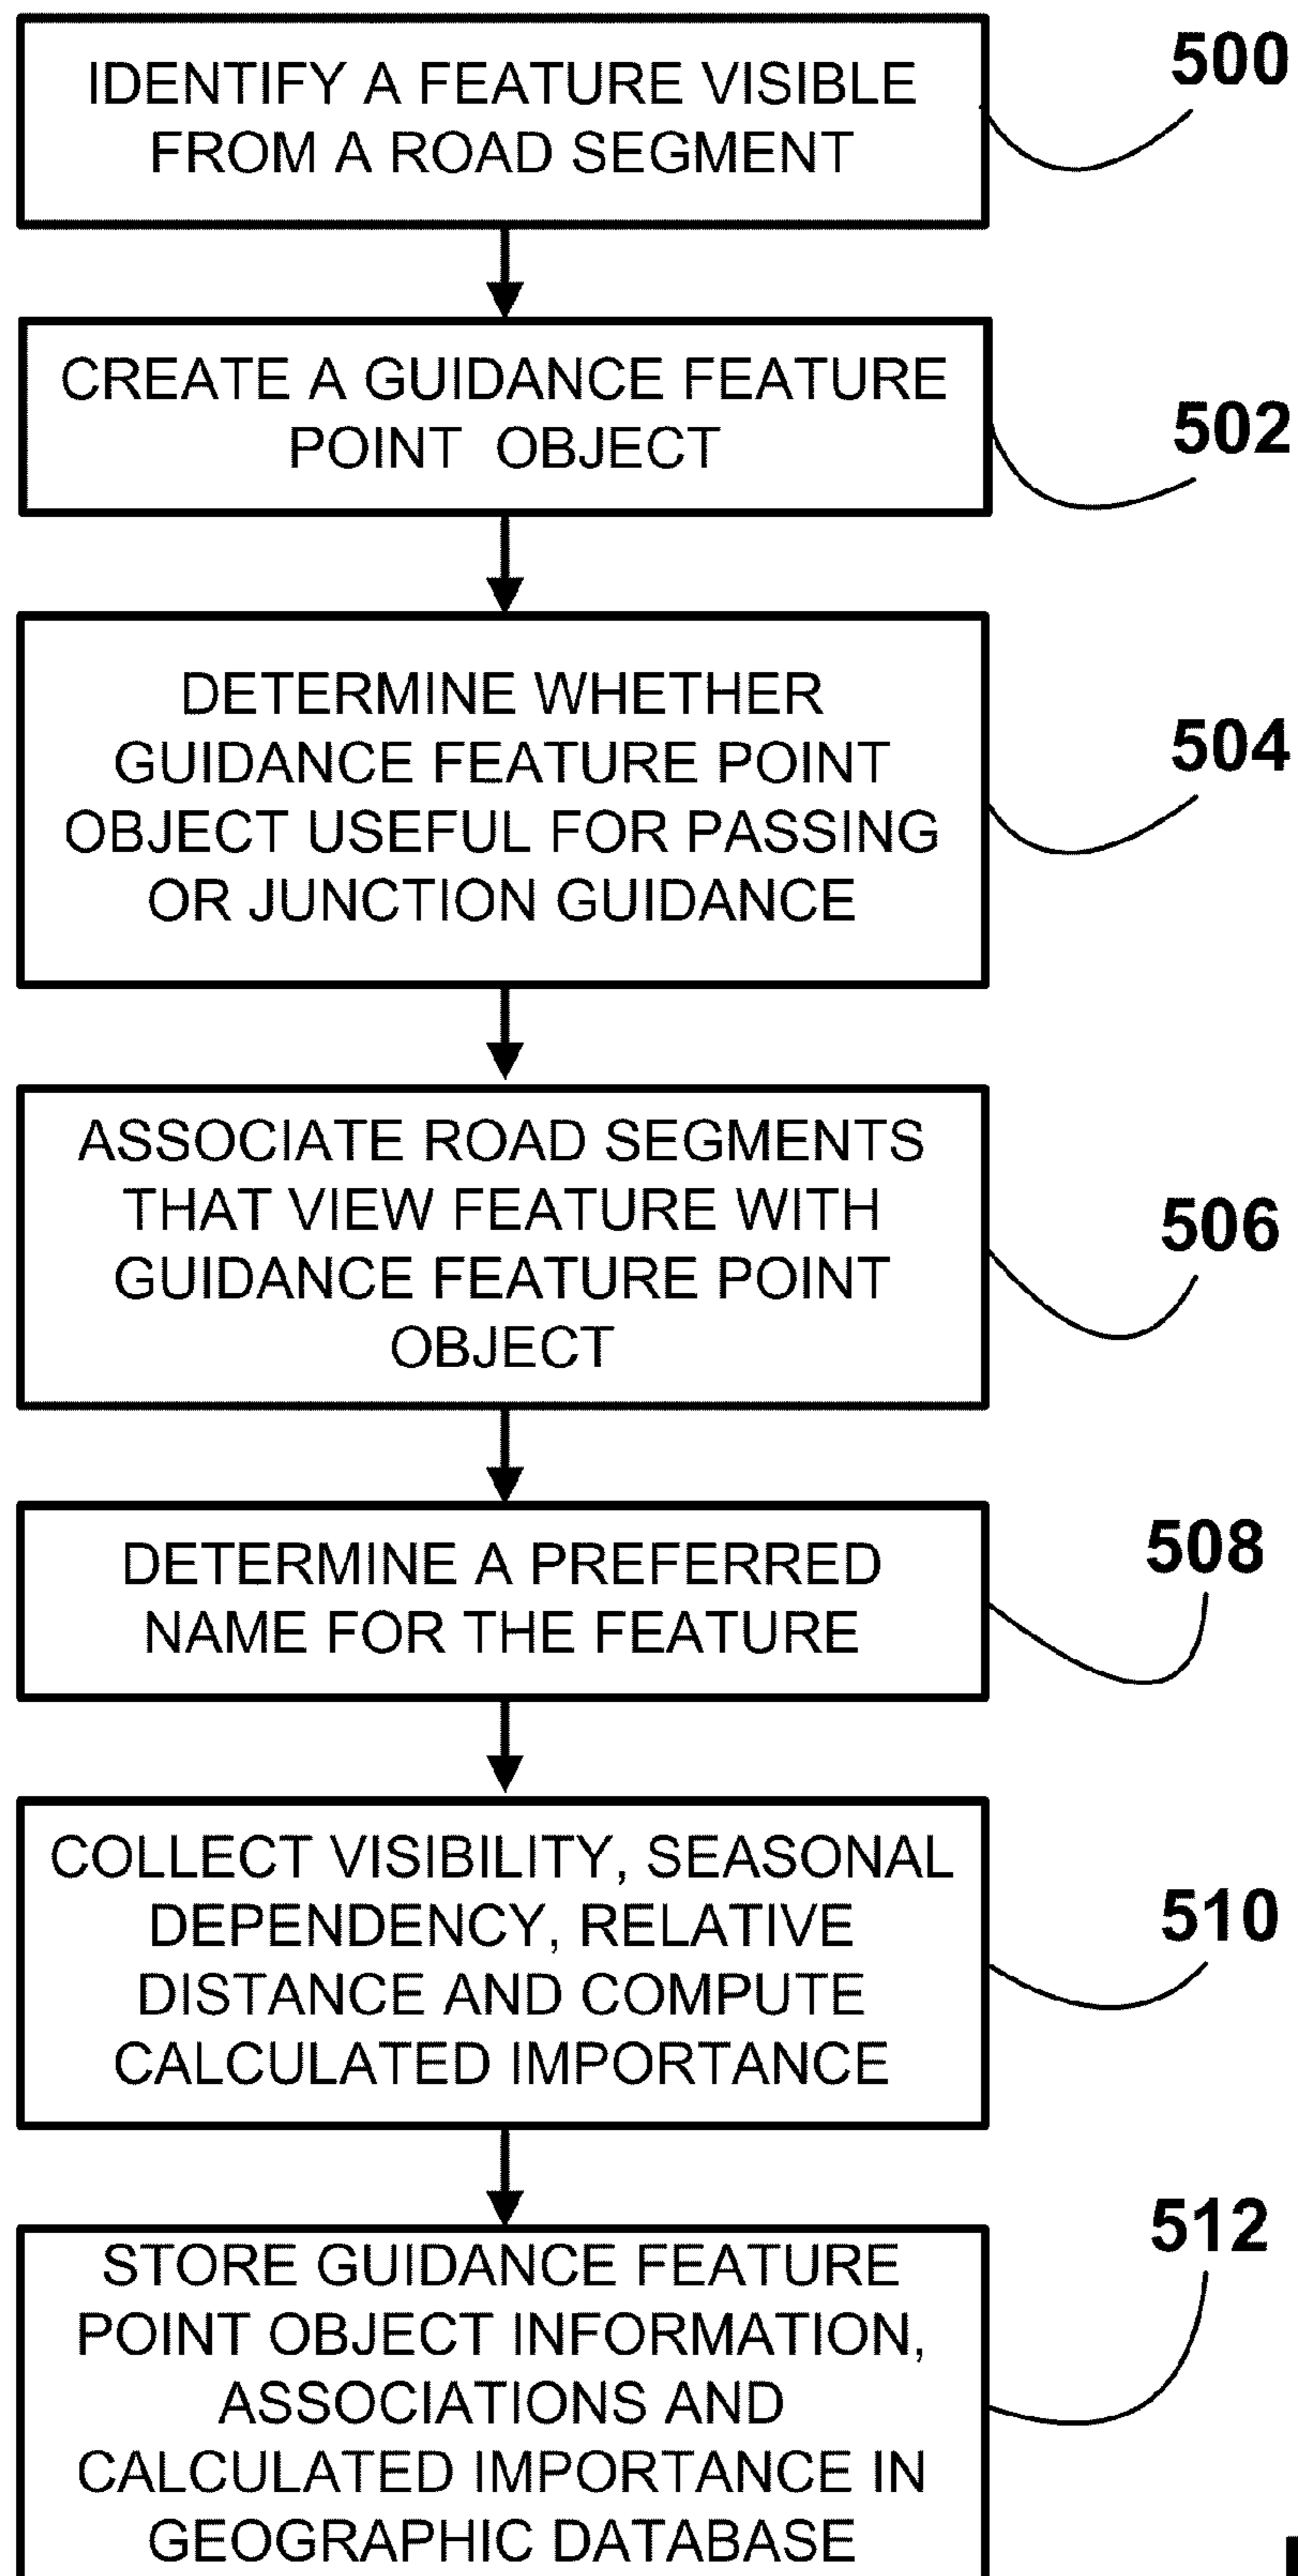 IDENTIFY A FEATURE VISIBLE
FROM A ROAD SEGMENT
500
CREATE A GUIDANCE FEATURE
POINT OBJECT
502
DETERMINE WHETHER
GUIDANCE FEATURE POINT
OBJECT USEFUL FOR PASSING
OR JUNCTION GUIDANCE
504
ASSOCIATE ROAD SEGMENTS
THAT VIEW FEATURE WITH
GUIDANCE FEATURE POINT
OBJECT
506
DETERMINE A PREFERRED
NAME FOR THE FEATURE
508
COLLECT VISIBILITY, SEASONAL
DEPENDENCY, RELATIVE
DISTANCE AND COMPUTE
CALCULATED IMPORTANCE
510
STORE GUIDANCE FEATURE
POINT OBJECT INFORMATION,
ASSOCIATIONS AND
CALCULATED IMPORTANCE IN
GEOGRAPHIC DATABASE
512